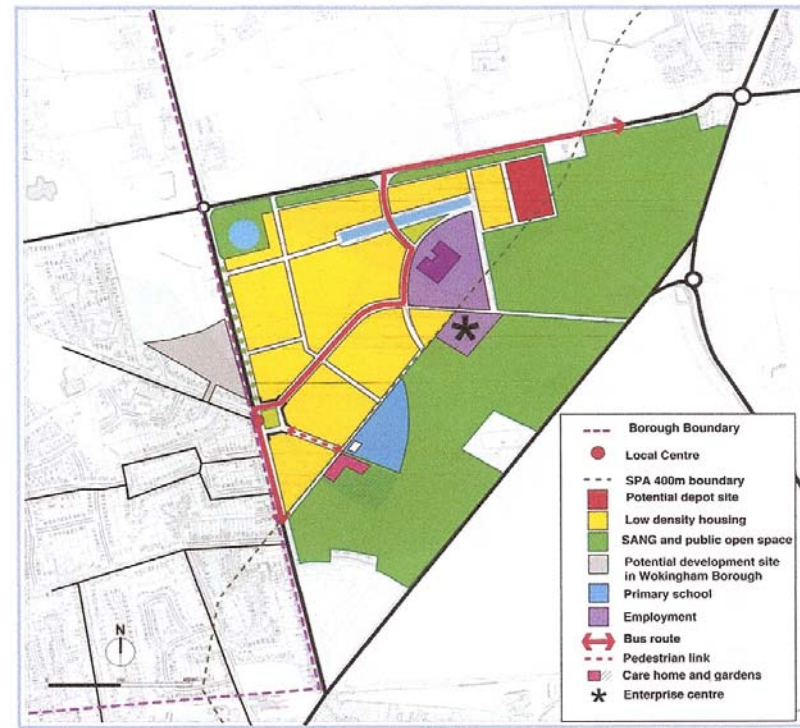 Borough Boundary
Local Centre
SPA 400m boundary
Potential depot site
Low density housing
SANG and public open space
Potential development site
in Wokingham Borough
Primary school
Employment
Bus route
Pedestrian link
Care home and gardens
Enterprise centre
N